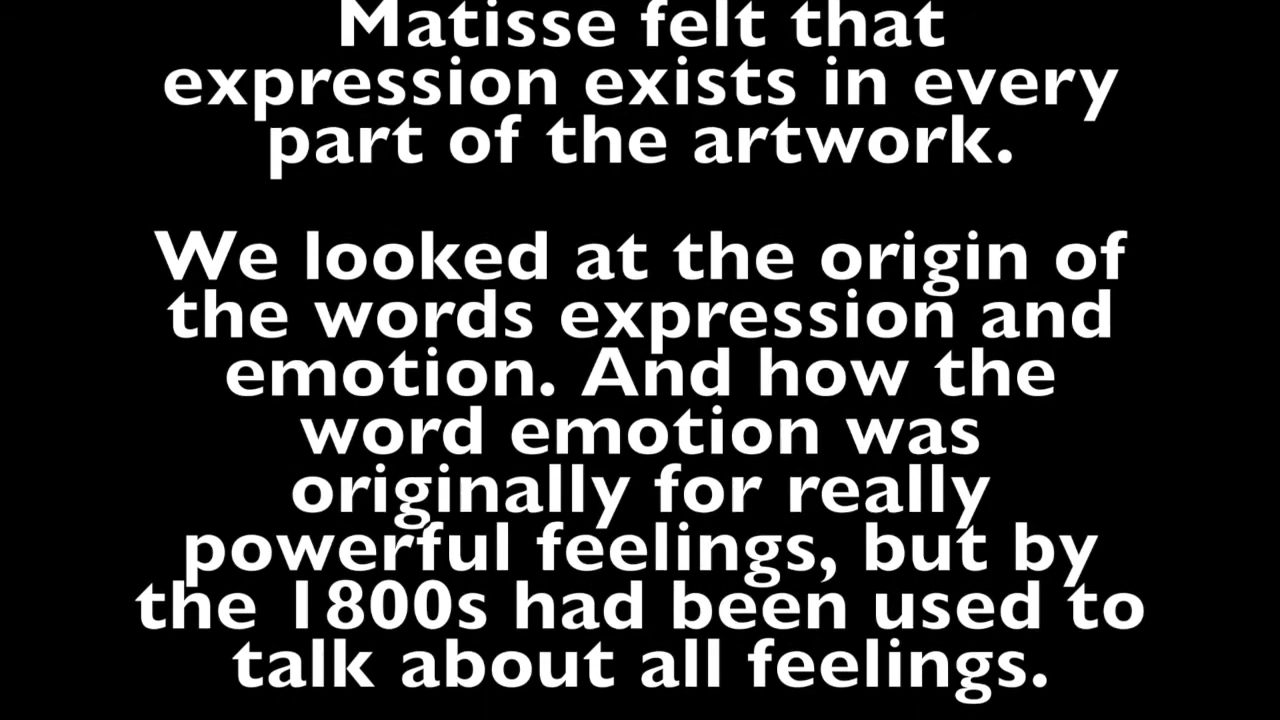 Matisse felt that
expression exists in every
part of the artwork.
We looked at the origin of
the words expression and
emotion. And how the
word emotion was
originally for really
powerful feelings, but by
the 1800s had been used to
talk about all feelings.